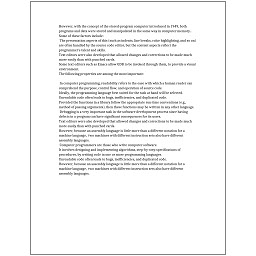 However, with the concept of the stored-program computer introduced in 1949, both
programs and data were stored and manipulated in the same way in computer memory.
Some of these factors include:
The presentation aspects of this (such as indents, line breaks, color highlighting, and so on)
are often handled by the source code editor, but the content aspects reflect the
programmer's talent and skills.
Text editors were also developed that allowed changes and corrections to be made much
more easily than with punched cards.
Some text editors such as Emacs allow GDB to be invoked through them, to provide a visual
environment.
The following properties are among the most important:

To computer programming, readability refers to the ease with which a human reader can
comprehend the purpose, control flow, and operation of source code.
Ideally, the programming language best suited for the task at hand will be selected.
Unreadable code often leads to bugs, inefficiencies, and duplicated code.
Provided the functions in a library follow the appropriate run-time conventions (e.g.,
method of passing arguments), then these functions may be written in any other language.
Debugging is a very important task in the software development process since having
defects in a program can have significant consequences for its users.
Text editors were also developed that allowed changes and corrections to be made much
more easily than with punched cards.
However, because an assembly language is little more than a different notation for a
machine language, two machines with different instruction sets also have different
assembly languages.
Computer programmers are those who write computer software.
It involves designing and implementing algorithms, step-by-step specifications of
procedures, by writing code in one or more programming languages.
Unreadable code often leads to bugs, inefficiencies, and duplicated code.
However, because an assembly language is little more than a different notation for a
machine language, two machines with different instruction sets also have different
assembly languages.